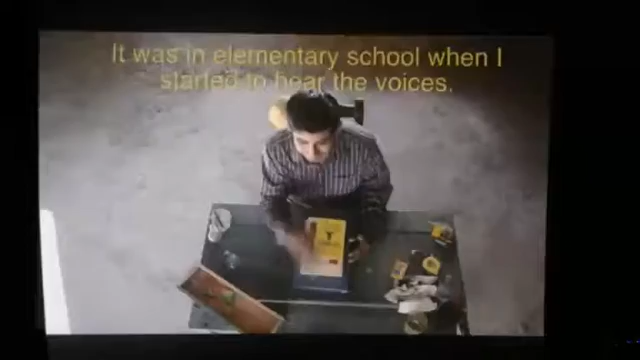 It was in elementary school when I
started to hear the voices.